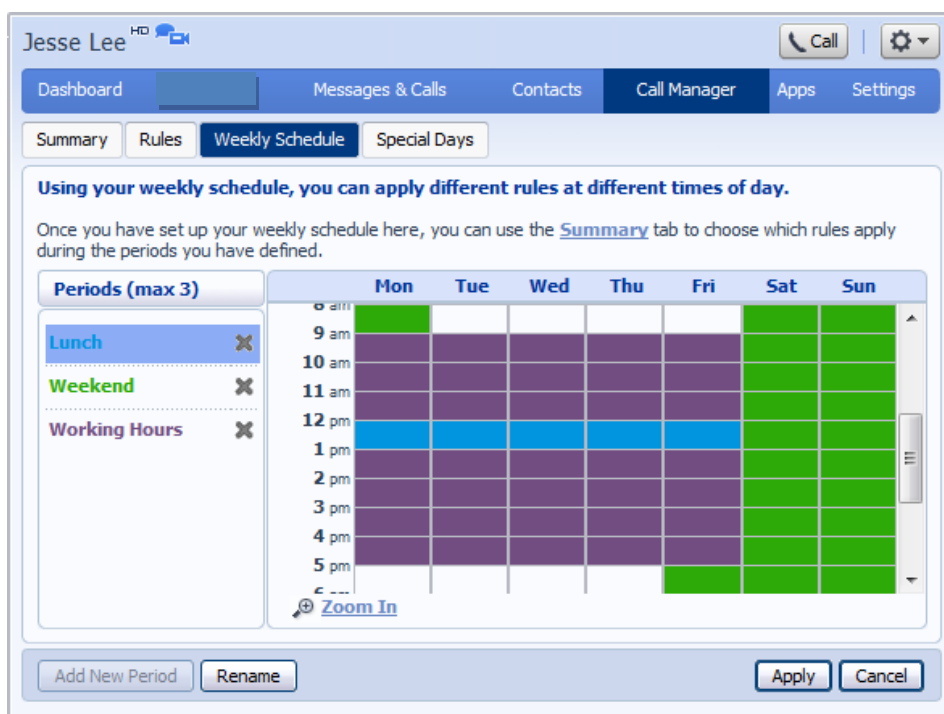 Jesse Lee HD
Call
Dashboard Messages & Calls Contacts Call Manager Apps Settings
Summary Rules Weekly Schedule Special Days
Using your weekly schedule, you can apply different rules at different times of day.
Once you have set up your weekly schedule here, you can use the Summary tab to choose which rules apply
during the periods you have defined.
Periods (max 3)
Mon Tue Wed Thu Fri Sat Sun
Lunch
Weekend
Working Hours
8 am
9 am
10 am
11 am
12 pm
1 pm
2 pm
3 pm
4 pm
5 pm
Zoom In
Add New Period Rename Apply Cancel